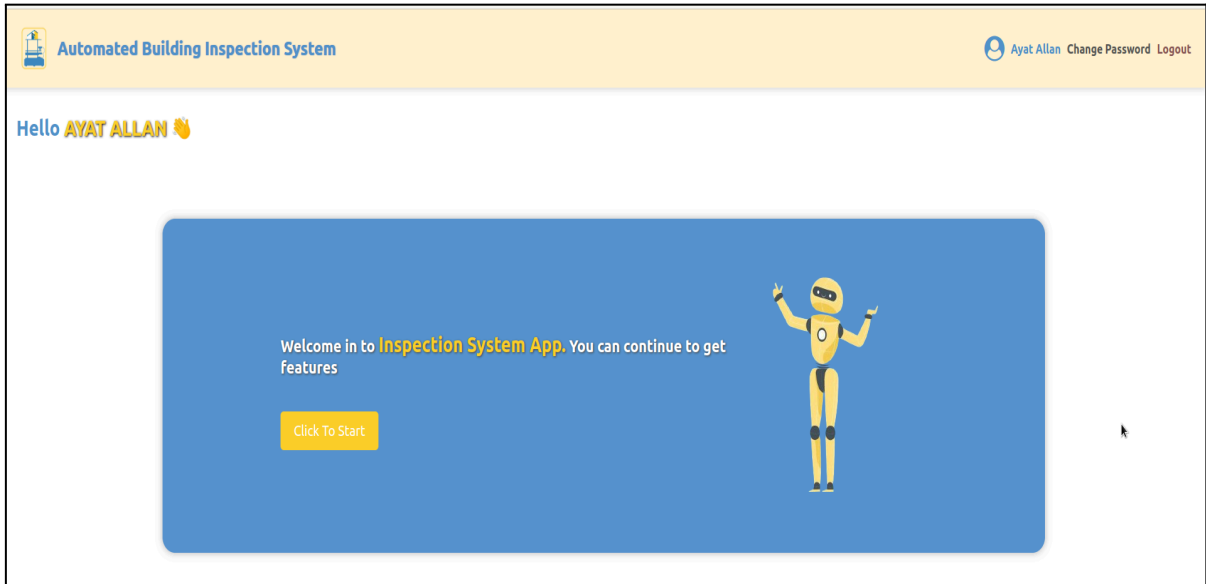 Automated Building Inspection System
Ayat Allan Change Password Logout
Hello AYAT ALLAN 👋
Welcome in to Inspection System App. You can continue to get
features
Click To Start